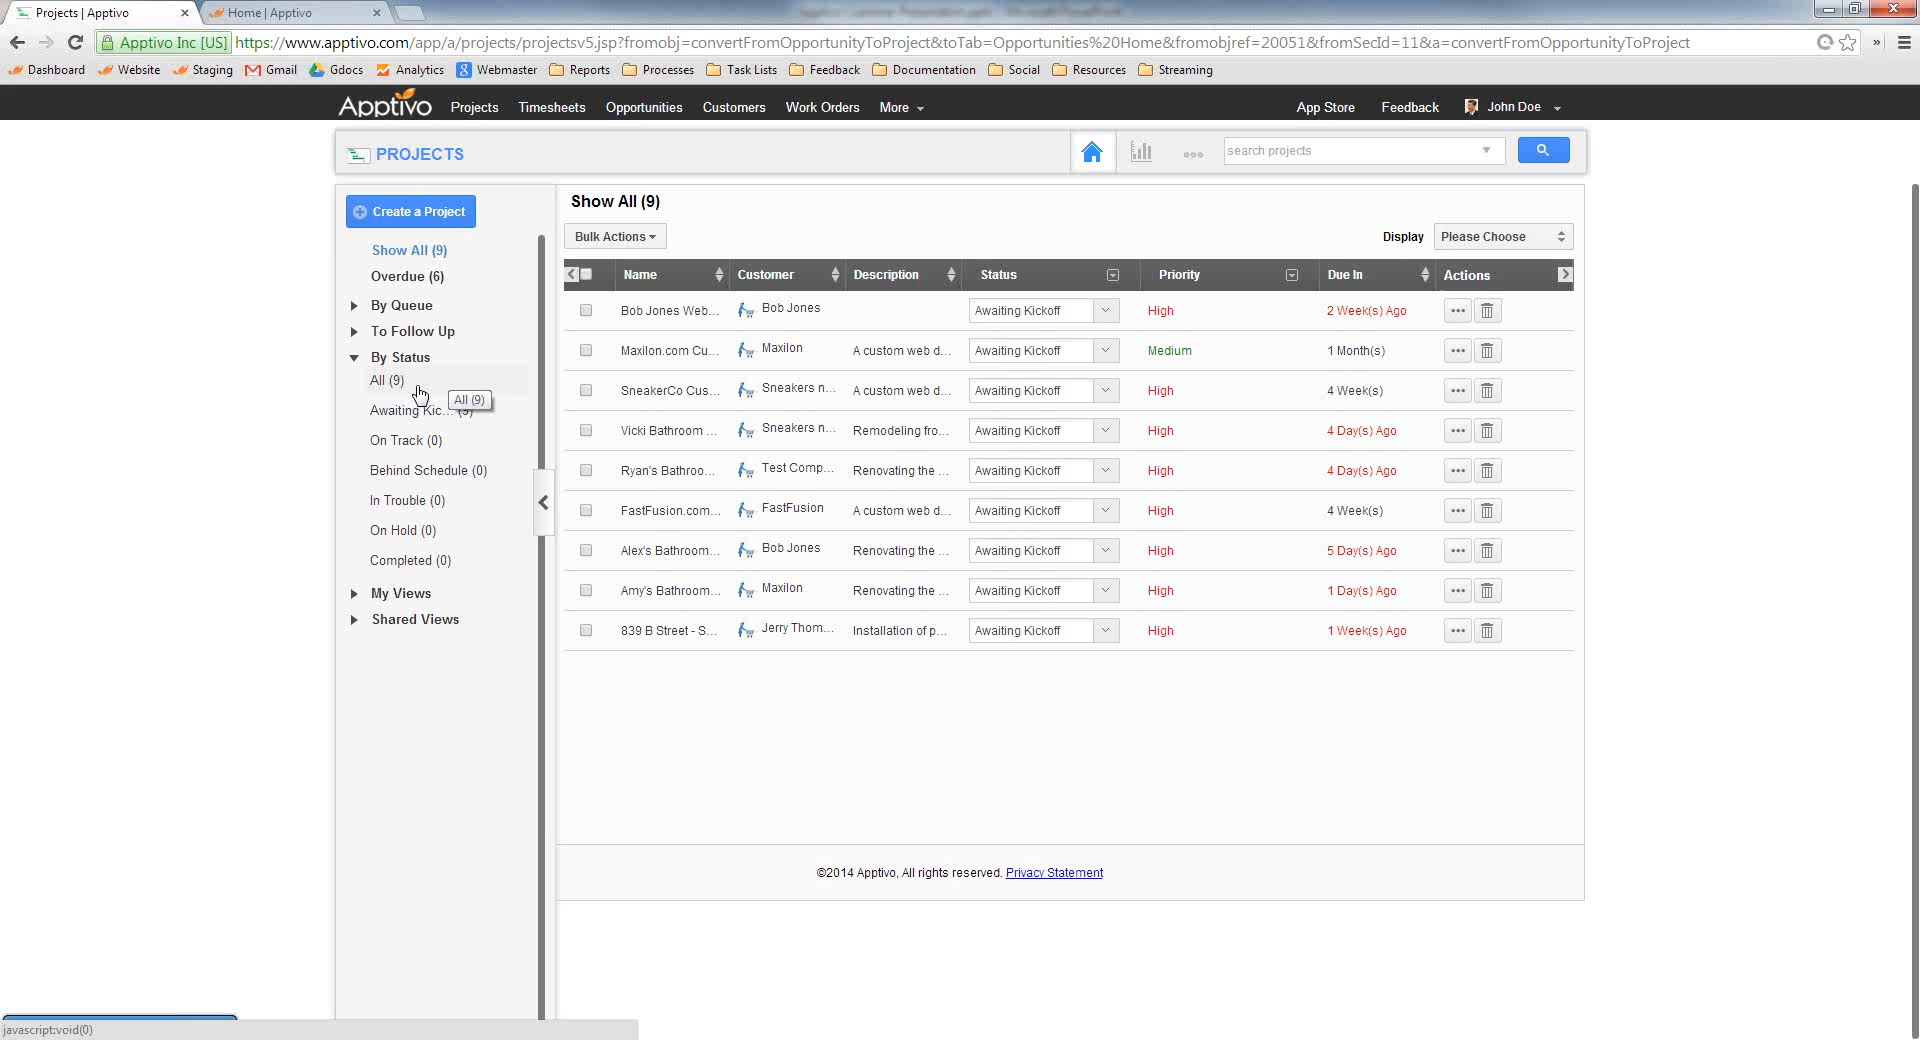 Projects | Apptivo
Home | Apptivo
Apptivo Inc [US]
https://www.apptivo.com/app/a/projects/projectsv5.jsp?fromobj=convertFromOpportunityToProject&toTab=Opportunities%20Home&fromobjref=20051&fromSecId=11&a=convertFromOpportunityToProject
Dashboard Website Staging Gmail Gdocs Analytics Webmaster Reports Processes Task Lists Feedback Documentation Social Resources Streaming
Apptivo Projects Timesheets Opportunities Customers Work Orders More App Store Feedback John Doe
PROJECTS
search projects
Create a Project
Show All (9)
Overdue (6)
By Queue
To Follow Up
By Status
All (9)
All (9)
Awaiting Kic... (9)
On Track (0)
Behind Schedule (0)
In Trouble (0)
On Hold (0)
Completed (0)
My Views
Shared Views
Show All (9)
Bulk Actions
Display Please Choose
Name Customer Description Status Priority Due In Actions
Bob Jones Web... Bob Jones Awaiting Kickoff High 2 Week(s) Ago
Maxilon.com Cu... Maxilon A custom web d... Awaiting Kickoff Medium 1 Month(s)
SneakerCo Cus... Sneakers n... A custom web d... Awaiting Kickoff High 4 Week(s)
Vicki Bathroom ... Sneakers n... Remodeling fro... Awaiting Kickoff High 4 Day(s) Ago
Ryan's Bathroo... Test Comp... Renovating the ... Awaiting Kickoff High 4 Day(s) Ago
FastFusion.com... FastFusion A custom web d... Awaiting Kickoff High 4 Week(s)
Alex's Bathroom... Bob Jones Renovating the ... Awaiting Kickoff High 5 Day(s) Ago
Amy's Bathroom... Maxilon Renovating the ... Awaiting Kickoff High 1 Day(s) Ago
839 B Street - S... Jerry Thom... Installation of p... Awaiting Kickoff High 1 Week(s) Ago
©2014 Apptivo, All rights reserved. Privacy Statement
javascript:void(0)